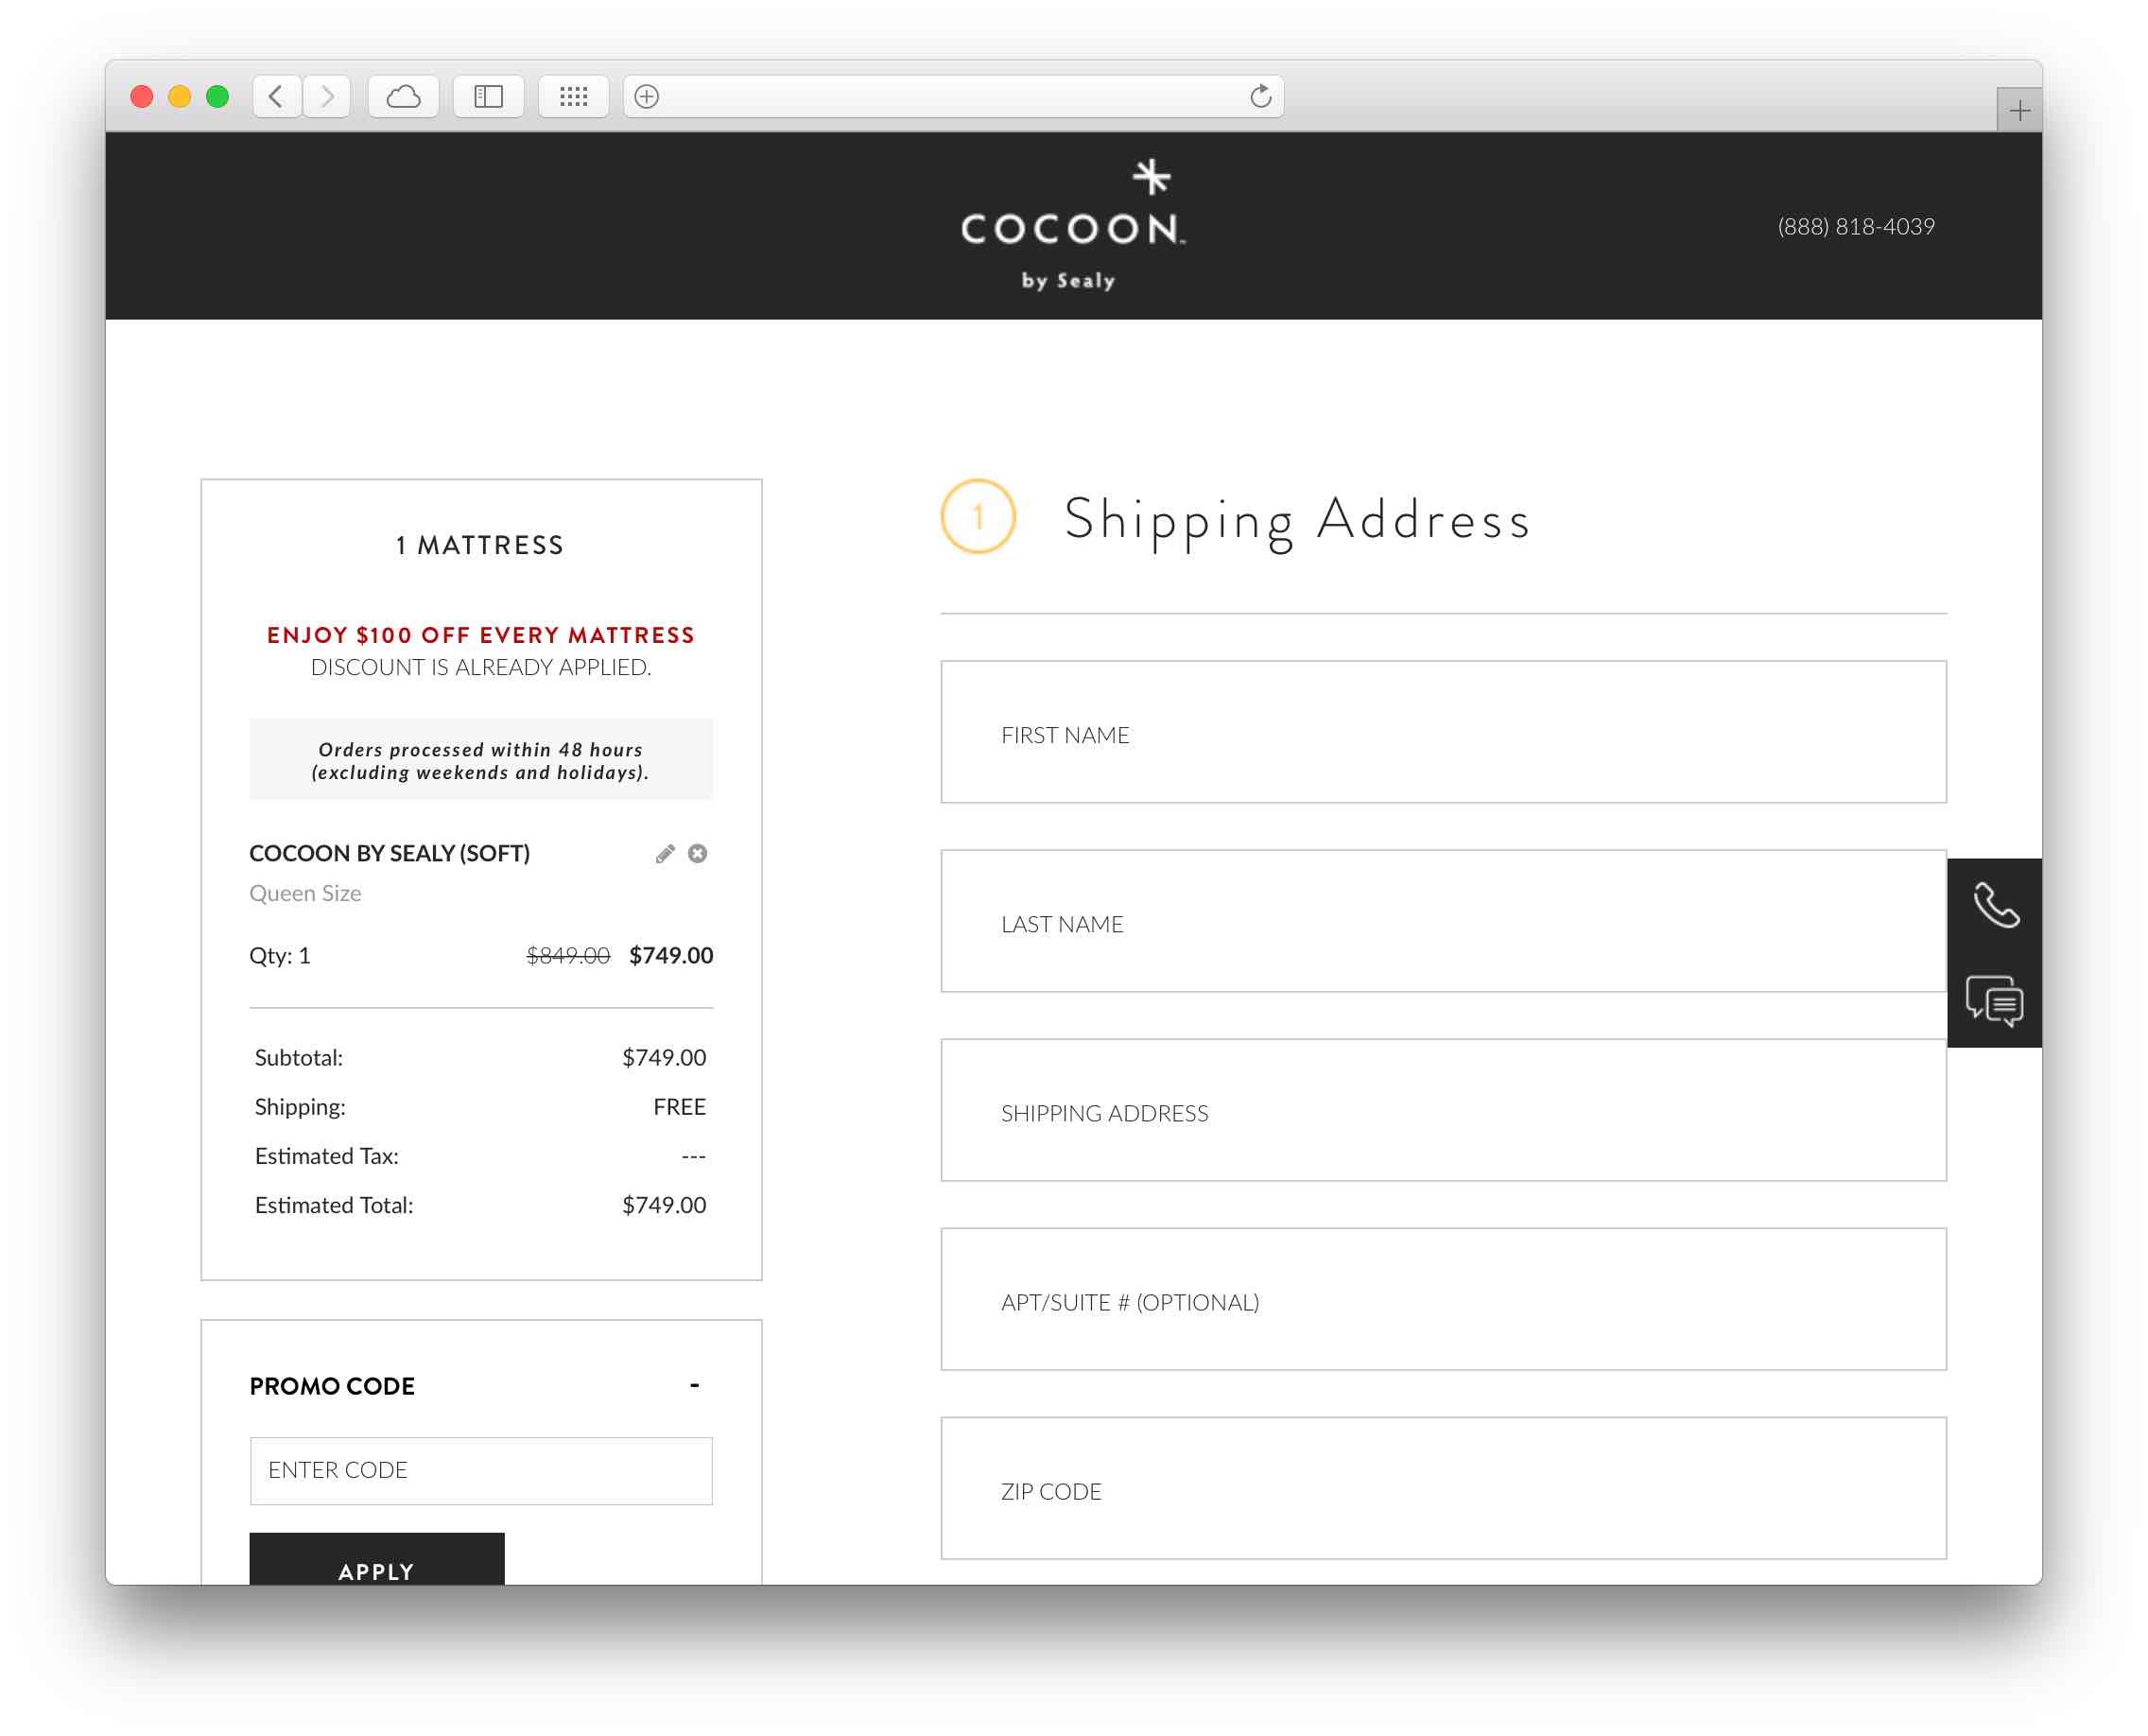 COCOON™
by Sealy
(888) 818-4039
1 MATTRESS
ENJOY $100 OFF EVERY MATTRESS
DISCOUNT IS ALREADY APPLIED.
Orders processed within 48 hours
(excluding weekends and holidays).
COCOON BY SEALY (SOFT)
Queen Size
Qty: 1 $849.00 $749.00
Subtotal: $749.00
Shipping: FREE
Estimated Tax: ---
Estimated Total: $749.00
PROMO CODE -
ENTER CODE
APPLY
1 Shipping Address
FIRST NAME
LAST NAME
SHIPPING ADDRESS
APT/SUITE # (OPTIONAL)
ZIP CODE